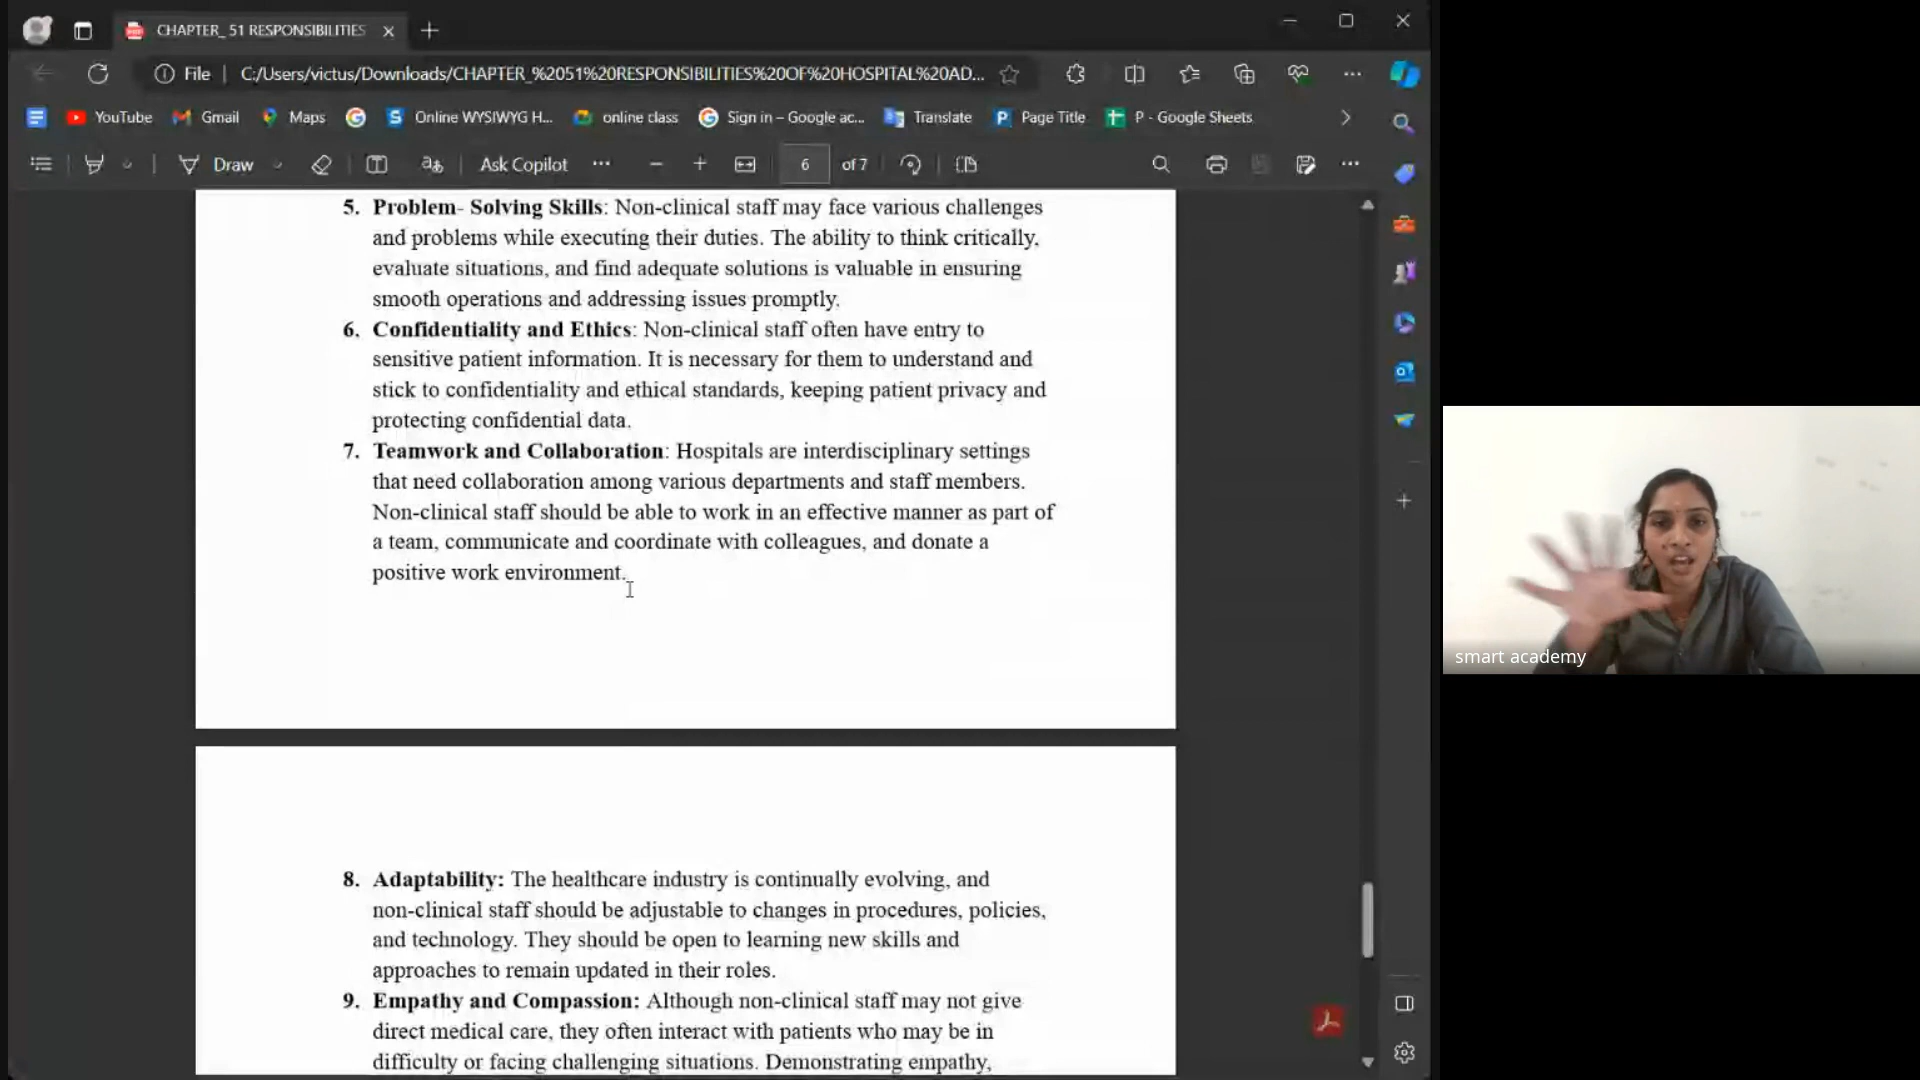 CHAPTER_ 51 RESPONSIBILITIES
File
C:/Users/victus/Downloads/CHAPTER_%2051%20RESPONSIBILITIES%20OF%20HOSPITAL%20AD...
YouTube
Gmail
Maps
Online WYSIWYG H...
online class
Sign in – Google ac...
Translate
Page Title
P - Google Sheets
Draw
Ask Copilot
6 of 7
5. Problem- Solving Skills: Non-clinical staff may face various challenges
and problems while executing their duties. The ability to think critically,
evaluate situations, and find adequate solutions is valuable in ensuring
smooth operations and addressing issues promptly.
6. Confidentiality and Ethics: Non-clinical staff often have entry to
sensitive patient information. It is necessary for them to understand and
stick to confidentiality and ethical standards, keeping patient privacy and
protecting confidential data.
7. Teamwork and Collaboration: Hospitals are interdisciplinary settings
that need collaboration among various departments and staff members.
Non-clinical staff should be able to work in an effective manner as part of
a team, communicate and coordinate with colleagues, and donate a
positive work environment.
8. Adaptability: The healthcare industry is continually evolving, and
non-clinical staff should be adjustable to changes in procedures, policies,
and technology. They should be open to learning new skills and
approaches to remain updated in their roles.
9. Empathy and Compassion: Although non-clinical staff may not give
direct medical care, they often interact with patients who may be in
difficulty or facing challenging situations. Demonstrating empathy,
smart academy